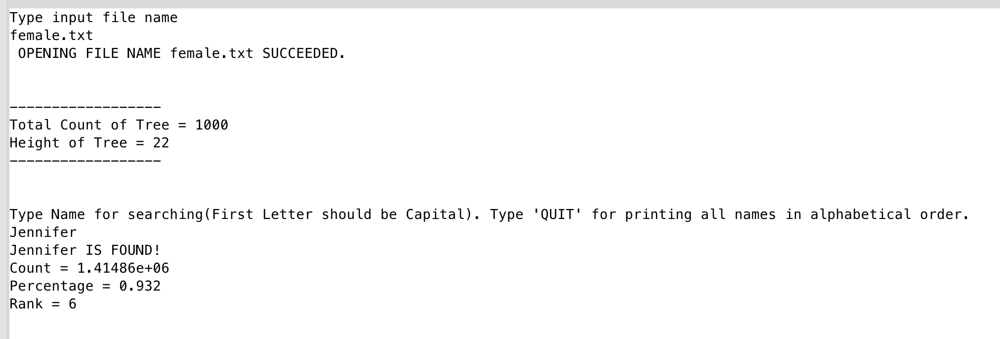 Type input file name
female.txt
 OPENING FILE NAME female.txt SUCCEEDED.
------------------
Total Count of Tree = 1000
Height of Tree = 22
------------------
Type Name for searching(First Letter should be Capital). Type 'QUIT' for printing all names in alphabetical order.
Jennifer
Jennifer IS FOUND!
Count = 1.41486e+06
Percentage = 0.932
Rank = 6